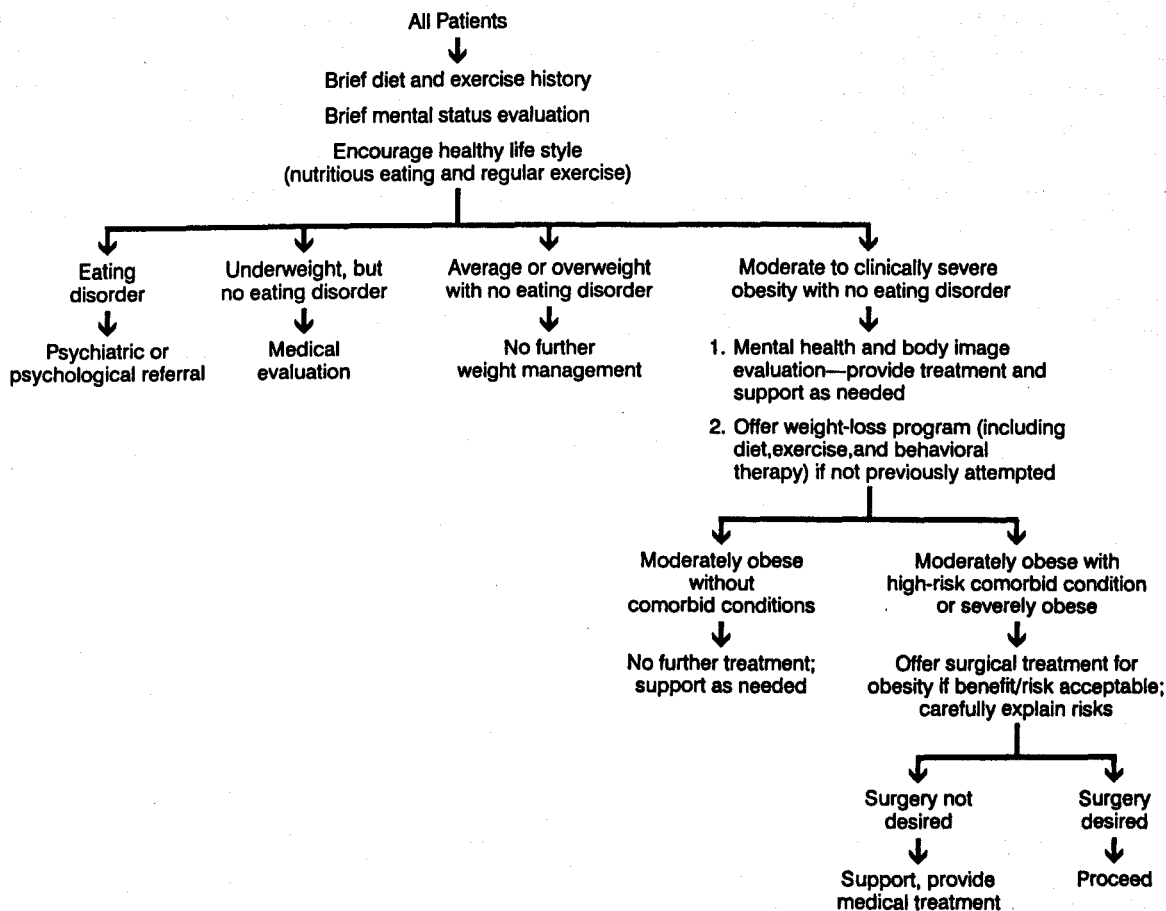 All Patients
Brief diet and exercise history
Brief mental status evaluation
Encourage healthy life style
(nutritious eating and regular exercise)
Eating
disorder
Psychiatric or
psychological referral
Underweight, but
no eating disorder
Medical
evaluation
Average or overweight
with no eating disorder
No further
weight management
Moderate to clinically severe
obesity with no eating disorder
1. Mental health and body image
evaluation—provide treatment and
support as needed
2. Offer weight-loss program (including
diet,exercise,and behavioral
therapy) if not previously attempted
Moderately obese
without
comorbid conditions
No further treatment;
support as needed
Moderately obese with
high-risk comorbid condition
or severely obese
Offer surgical treatment for
obesity if benefit/risk acceptable;
carefully explain risks
Surgery not
desired
Support, provide
medical treatment
Surgery
desired
Proceed